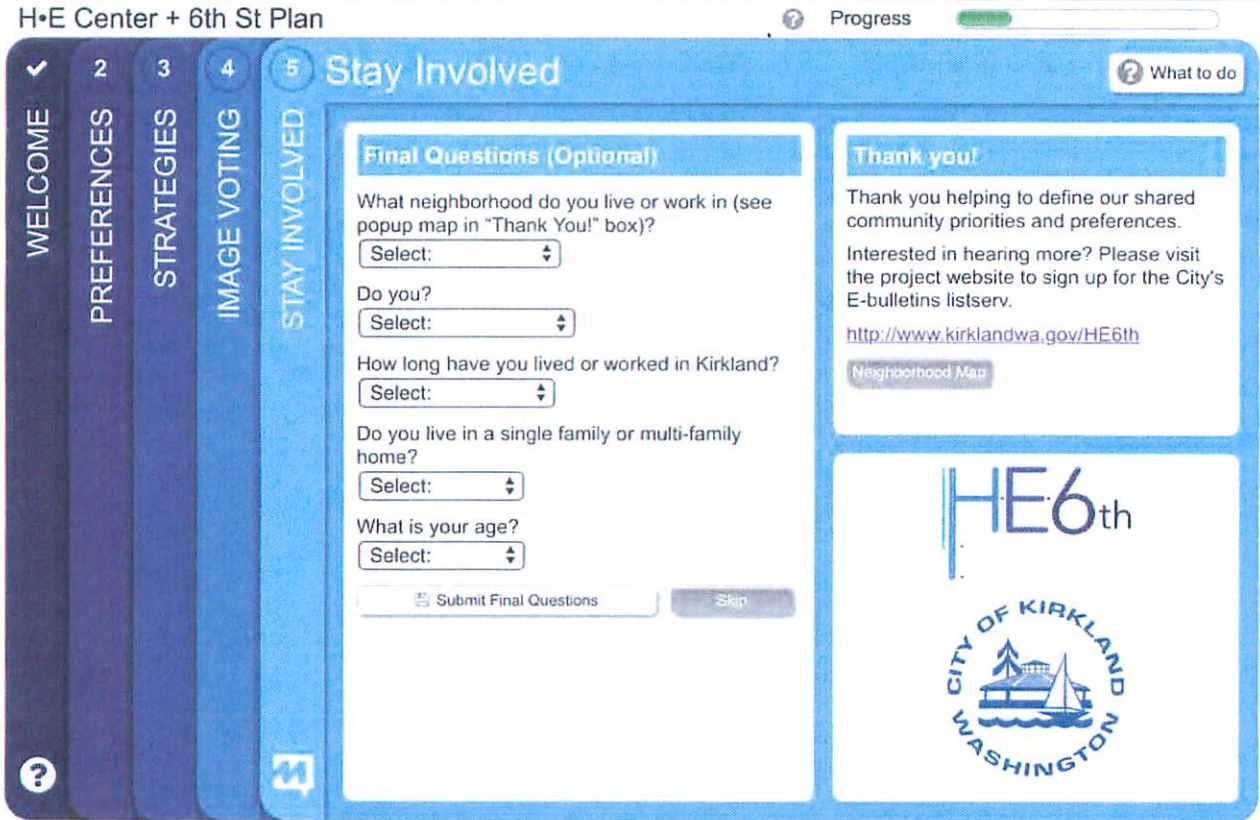 H•E Center + 6th St Plan
Progress
WELCOME
2
PREFERENCES
3
STRATEGIES
4
IMAGE VOTING
5
STAY INVOLVED
Stay Involved
What to do
Final Questions (Optional)
What neighborhood do you live or work in (see
popup map in “Thank You!” box)?
Select:
Do you?
Select:
How long have you lived or worked in Kirkland?
Select:
Do you live in a single family or multi-family
home?
Select:
What is your age?
Select:
Submit Final Questions
Skip
Thank you!
Thank you helping to define our shared
community priorities and preferences.
Interested in hearing more? Please visit
the project website to sign up for the City's
E-bulletins listserv.
http://www.kirklandwa.gov/HE6th
Neighborhood Map
HE6th
CITY OF KIRKLAND
WASHINGTON